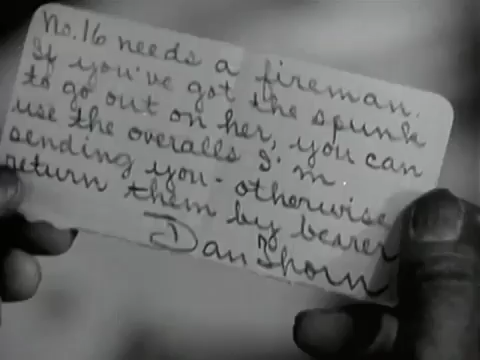 No. 16 needs a fireman.
If you've got the spunk
to go out on her, you can
use the overalls I'm
sending you - otherwise
return them by bearer
Dan Thorn